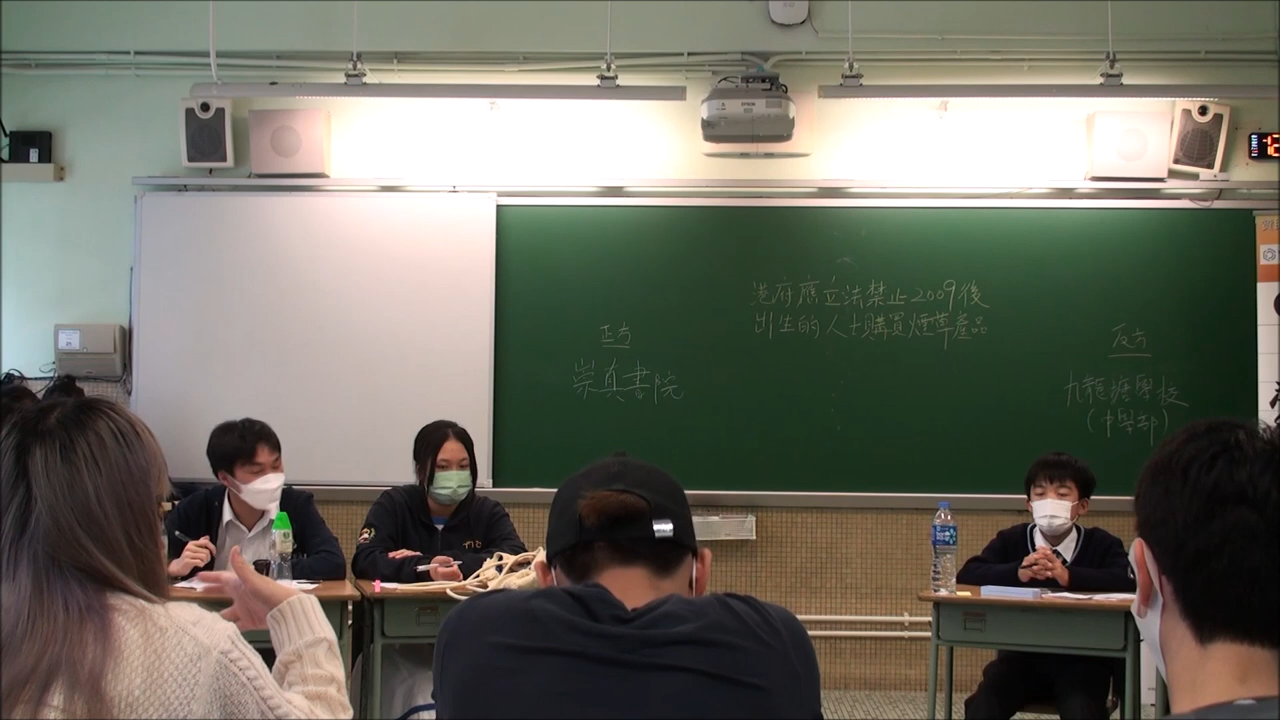 港府應立法禁止2009後
出生的人士購買煙草產品
正方
崇真書院
反方
九龍塘學校
（中學部）
EPSON